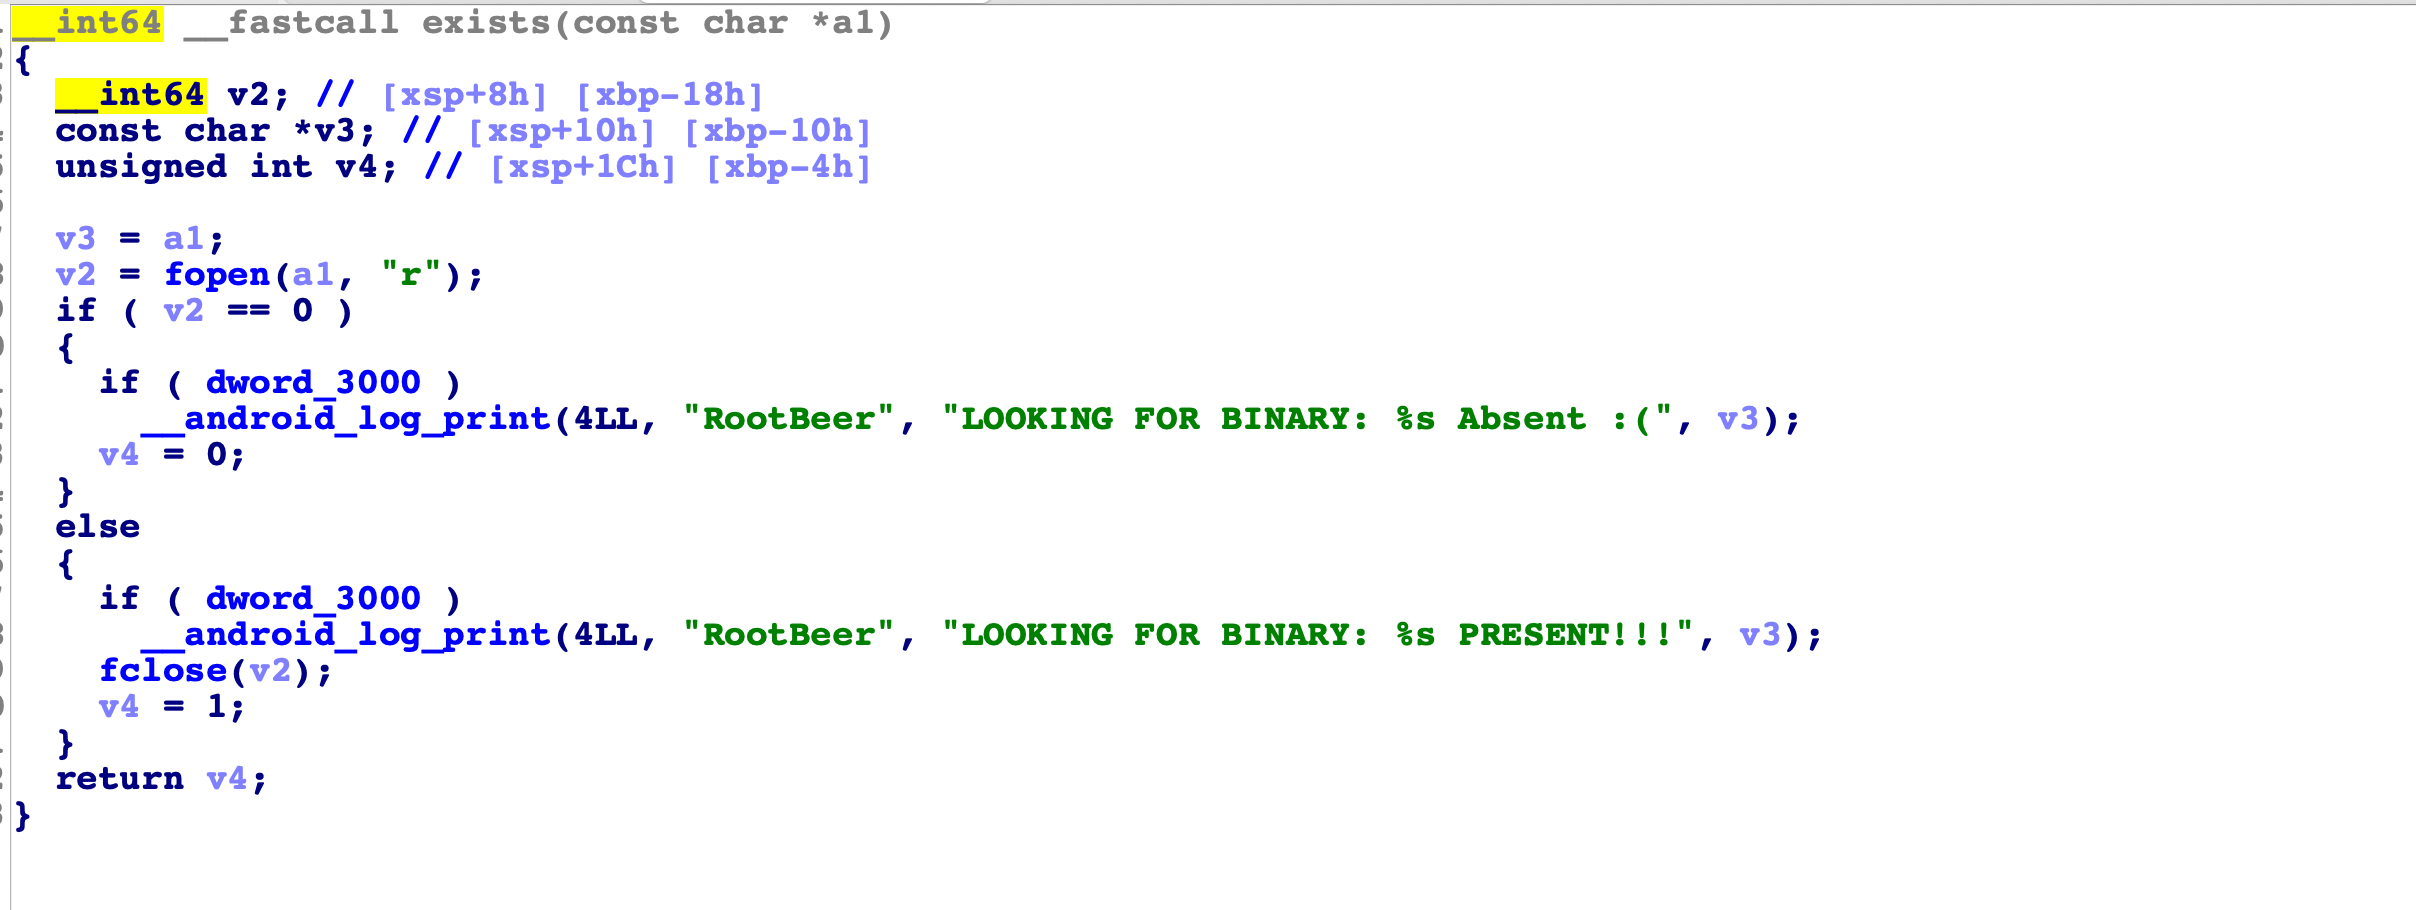 __int64 __fastcall exists(const char *a1)
{
  __int64 v2; // [xsp+8h] [xbp-18h]
  const char *v3; // [xsp+10h] [xbp-10h]
  unsigned int v4; // [xsp+1Ch] [xbp-4h]

  v3 = a1;
  v2 = fopen(a1, "r");
  if ( v2 == 0 )
  {
    if ( dword_3000 )
      __android_log_print(4LL, "RootBeer", "LOOKING FOR BINARY: %s Absent :(", v3);
    v4 = 0;
  }
  else
  {
    if ( dword_3000 )
      __android_log_print(4LL, "RootBeer", "LOOKING FOR BINARY: %s PRESENT!!!", v3);
    fclose(v2);
    v4 = 1;
  }
  return v4;
}